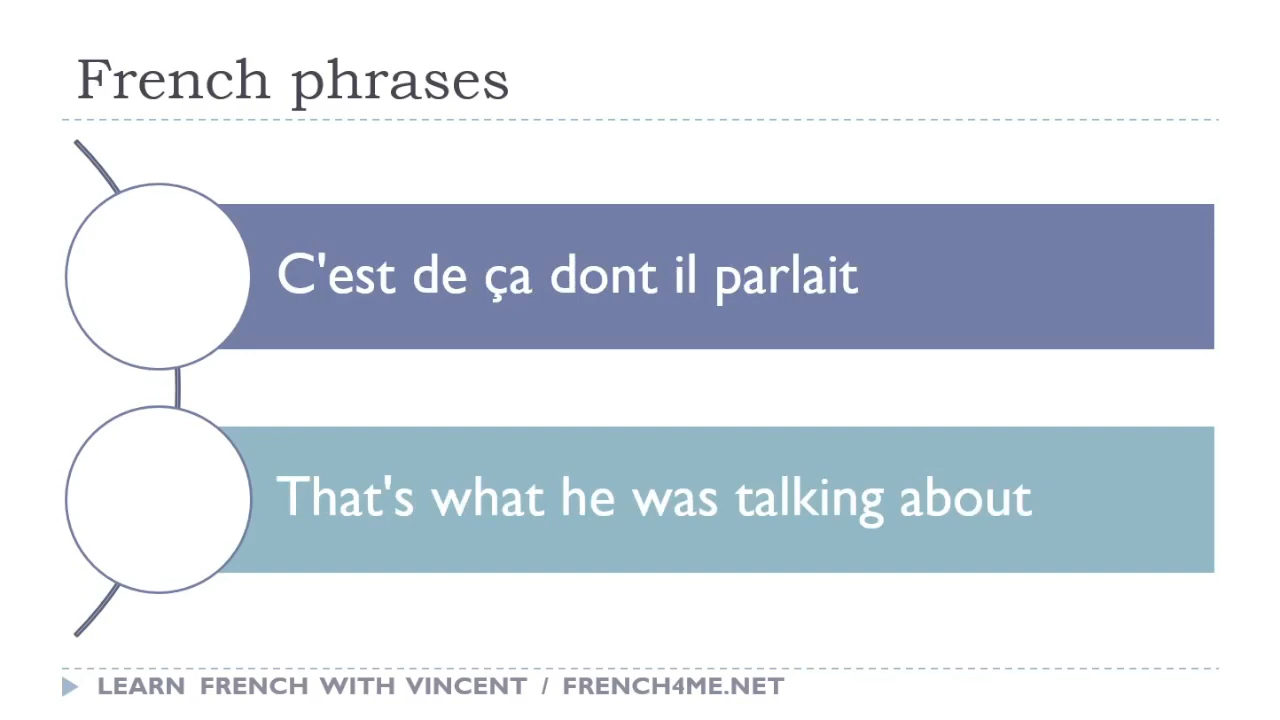 French phrases
C'est de ça dont il parlait
That's what he was talking about
LEARN FRENCH WITH VINCENT / FRENCH4ME.NET